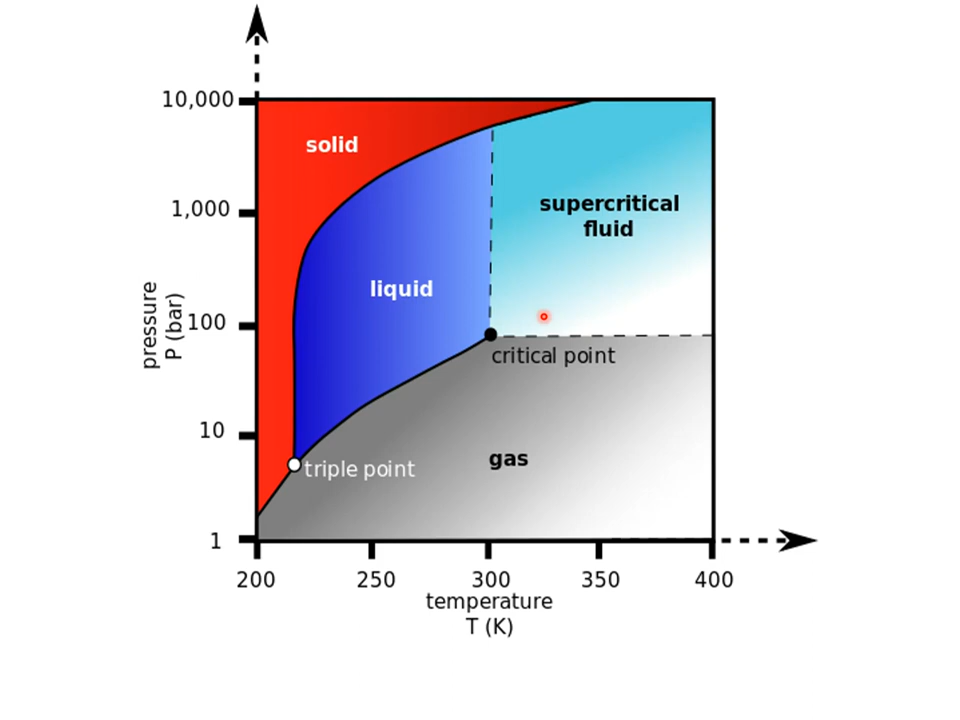 10,000
solid
1,000
supercritical
fluid
liquid
pressure
P (bar)
100
critical point
10
gas
triple point
1
200
250
300
350
400
temperature
T (K)